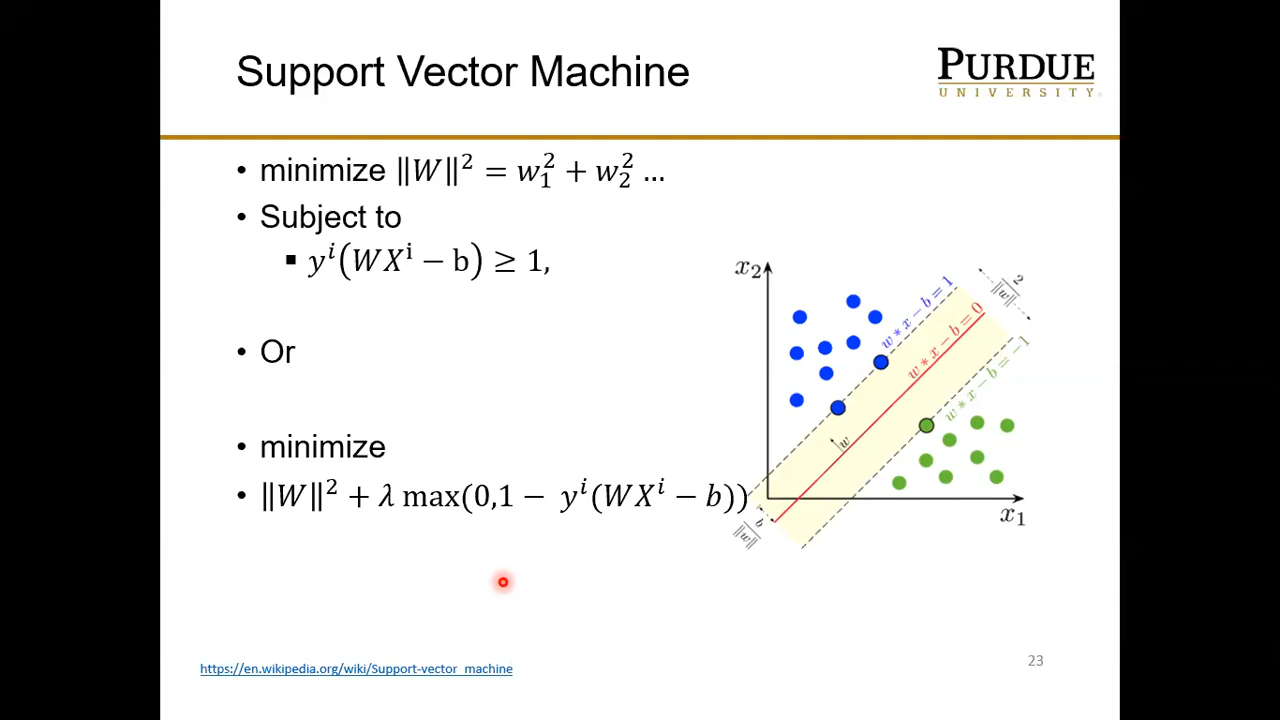 Support Vector Machine
PURDUE
UNIVERSITY
• minimize ‖W‖² = w₁² + w₂² ...
• Subject to
▪ yⁱ(WXⁱ − b) ≥ 1,
• Or
• minimize
• ‖W‖² + λ max(0,1 − yⁱ(WXⁱ − b))
x₂
w * x − b = 1
w * x − b = 0
w * x − b = −1
2/‖w‖
w
b/‖w‖
x₁
https://en.wikipedia.org/wiki/Support-vector_machine
23